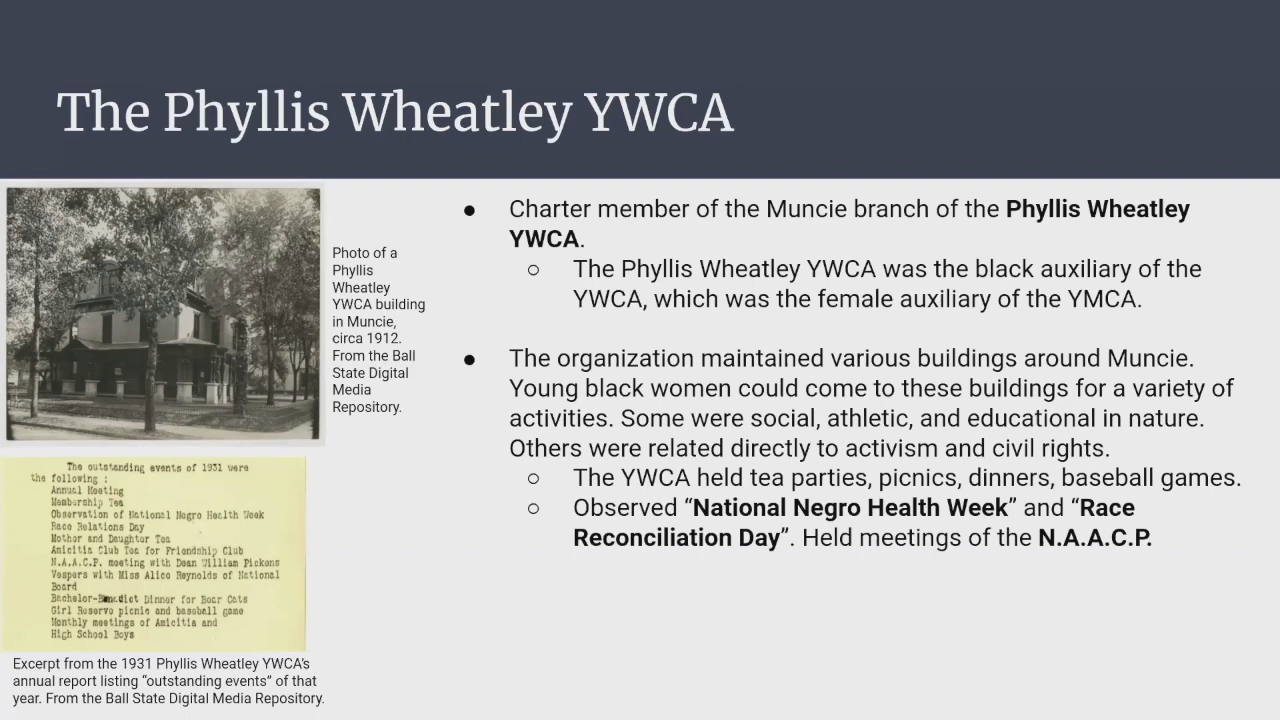 The Phyllis Wheatley YWCA
Photo of a
Phyllis
Wheatley
YWCA building
in Muncie,
circa 1912.
From the Ball
State Digital
Media
Repository.
The outstanding events of 1931 were
the following :
Annual Meeting
Membership Tea
Observation of National Negro Health Week
Race Relations Day
Mother and Daughter Tea
Amicitia Club Tea for Friendship Club
N.A.A.C.P. meeting with Dean William Pickens
Vespers with Miss Alice Reynolds of National
Board
Bachelor-Benedict Dinner for Bear Cats
Girl Reserve picnic and baseball game
Monthly meetings of Amicitia and
High School Boys
Excerpt from the 1931 Phyllis Wheatley YWCA's
annual report listing “outstanding events” of that
year. From the Ball State Digital Media Repository.
● Charter member of the Muncie branch of the Phyllis Wheatley
YWCA.
○ The Phyllis Wheatley YWCA was the black auxiliary of the
YWCA, which was the female auxiliary of the YMCA.
● The organization maintained various buildings around Muncie.
Young black women could come to these buildings for a variety of
activities. Some were social, athletic, and educational in nature.
Others were related directly to activism and civil rights.
○ The YWCA held tea parties, picnics, dinners, baseball games.
○ Observed “National Negro Health Week” and “Race
Reconciliation Day”. Held meetings of the N.A.A.C.P.